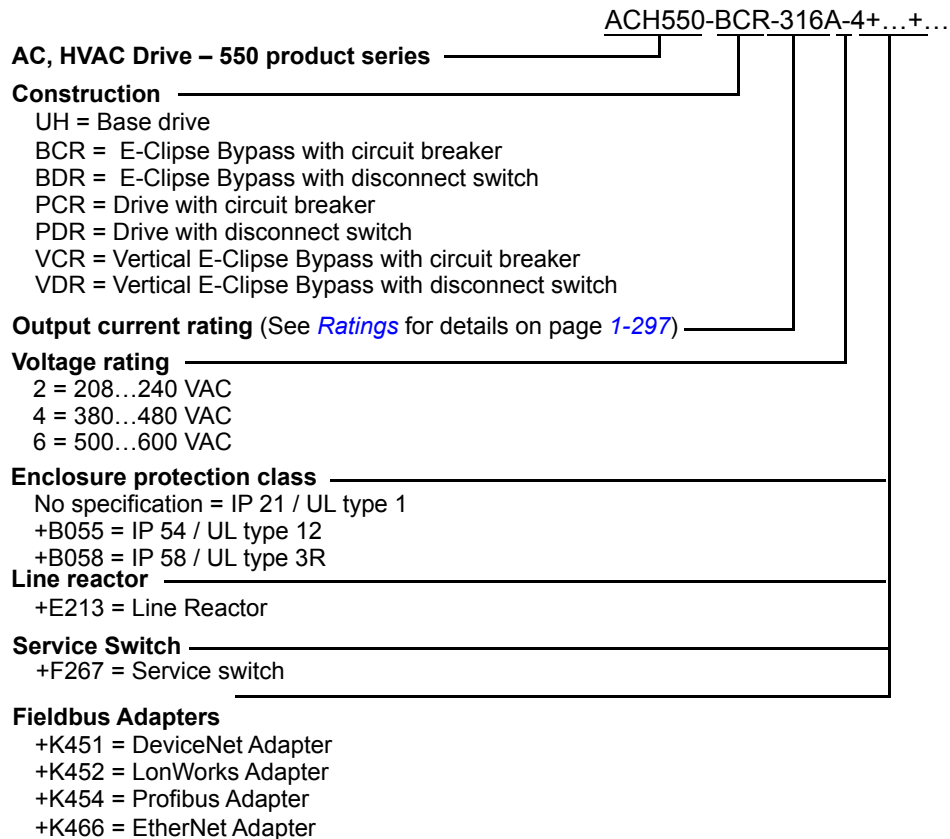 ACH550-BCR-316A-4+…+…
AC, HVAC Drive – 550 product series
Construction
UH = Base drive
BCR = E-Clipse Bypass with circuit breaker
BDR = E-Clipse Bypass with disconnect switch
PCR = Drive with circuit breaker
PDR = Drive with disconnect switch
VCR = Vertical E-Clipse Bypass with circuit breaker
VDR = Vertical E-Clipse Bypass with disconnect switch
Output current rating (See Ratings for details on page 1-297)
Voltage rating
2 = 208…240 VAC
4 = 380…480 VAC
6 = 500…600 VAC
Enclosure protection class
No specification = IP 21 / UL type 1
+B055 = IP 54 / UL type 12
+B058 = IP 58 / UL type 3R
Line reactor
+E213 = Line Reactor
Service Switch
+F267 = Service switch
Fieldbus Adapters
+K451 = DeviceNet Adapter
+K452 = LonWorks Adapter
+K454 = Profibus Adapter
+K466 = EtherNet Adapter